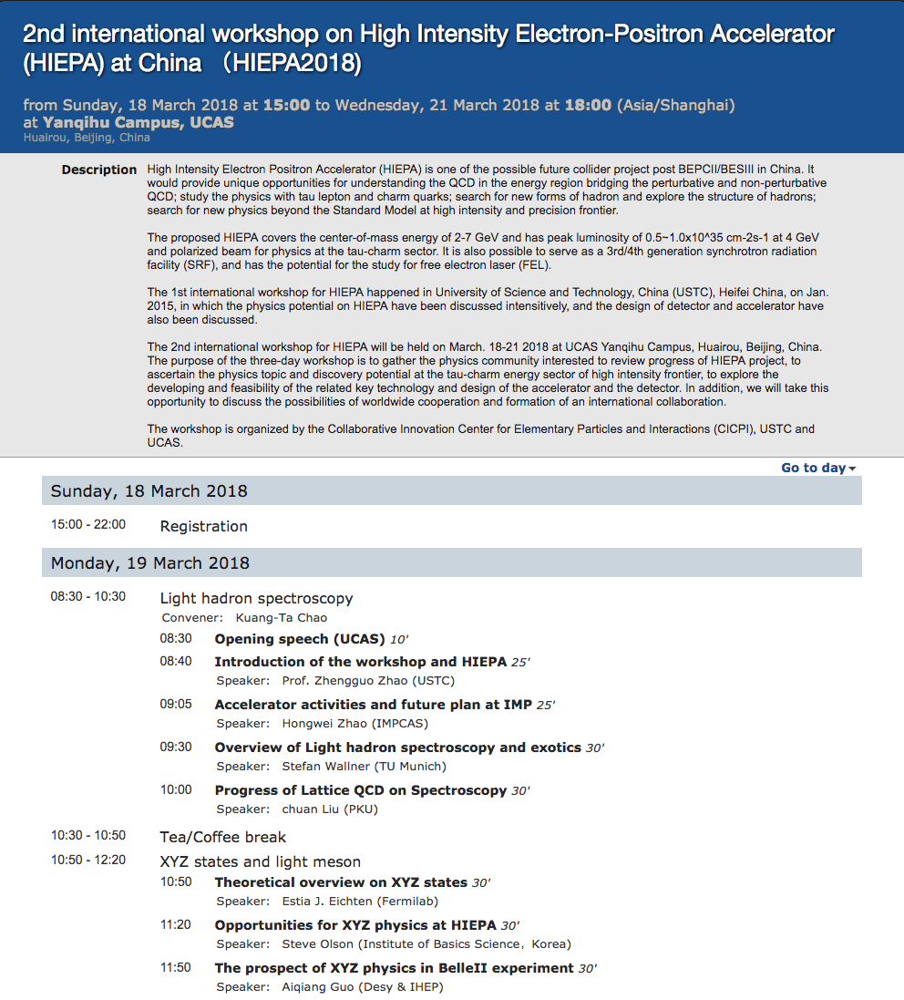 2nd international workshop on High Intensity Electron-Positron Accelerator
(HIEPA) at China （HIEPA2018)
from Sunday, 18 March 2018 at 15:00 to Wednesday, 21 March 2018 at 18:00 (Asia/Shanghai)
at Yanqihu Campus, UCAS
Huairou, Beijing, China
Description High Intensity Electron Positron Accelerator (HIEPA) is one of the possible future collider project post BEPCII/BESIII in China. It
would provide unique opportunities for understanding the QCD in the energy region bridging the perturbative and non-perturbative
QCD; study the physics with tau lepton and charm quarks; search for new forms of hadron and explore the structure of hadrons;
search for new physics beyond the Standard Model at high intensity and precision frontier.
The proposed HIEPA covers the center-of-mass energy of 2-7 GeV and has peak luminosity of 0.5~1.0x10^35 cm-2s-1 at 4 GeV
and polarized beam for physics at the tau-charm sector. It is also possible to serve as a 3rd/4th generation synchrotron radiation
facility (SRF), and has the potential for the study for free electron laser (FEL).
The 1st international workshop for HIEPA happened in University of Science and Technology, China (USTC), Heifei China, on Jan.
2015, in which the physics potential on HIEPA have been discussed intensitively, and the design of detector and accelerator have
also been discussed.
The 2nd international workshop for HIEPA will be held on March. 18-21 2018 at UCAS Yanqihu Campus, Huairou, Beijing, China.
The purpose of the three-day workshop is to gather the physics community interested to review progress of HIEPA project, to
ascertain the physics topic and discovery potential at the tau-charm energy sector of high intensity frontier, to explore the
developing and feasibility of the related key technology and design of the accelerator and the detector. In addition, we will take this
opportunity to discuss the possibilities of worldwide cooperation and formation of an international collaboration.
The workshop is organized by the Collaborative Innovation Center for Elementary Particles and Interactions (CICPI), USTC and
UCAS.
Go to day
Sunday, 18 March 2018
15:00 - 22:00 Registration
Monday, 19 March 2018
08:30 - 10:30 Light hadron spectroscopy
Convener: Kuang-Ta Chao
08:30 Opening speech (UCAS) 10'
08:40 Introduction of the workshop and HIEPA 25'
Speaker: Prof. Zhengguo Zhao (USTC)
09:05 Accelerator activities and future plan at IMP 25'
Speaker: Hongwei Zhao (IMPCAS)
09:30 Overview of Light hadron spectroscopy and exotics 30'
Speaker: Stefan Wallner (TU Munich)
10:00 Progress of Lattice QCD on Spectroscopy 30'
Speaker: chuan Liu (PKU)
10:30 - 10:50 Tea/Coffee break
10:50 - 12:20 XYZ states and light meson
10:50 Theoretical overview on XYZ states 30'
Speaker: Estia J. Eichten (Fermilab)
11:20 Opportunities for XYZ physics at HIEPA 30'
Speaker: Steve Olson (Institute of Basics Science，Korea)
11:50 The prospect of XYZ physics in BelleII experiment 30'
Speaker: Aiqiang Guo (Desy & IHEP)